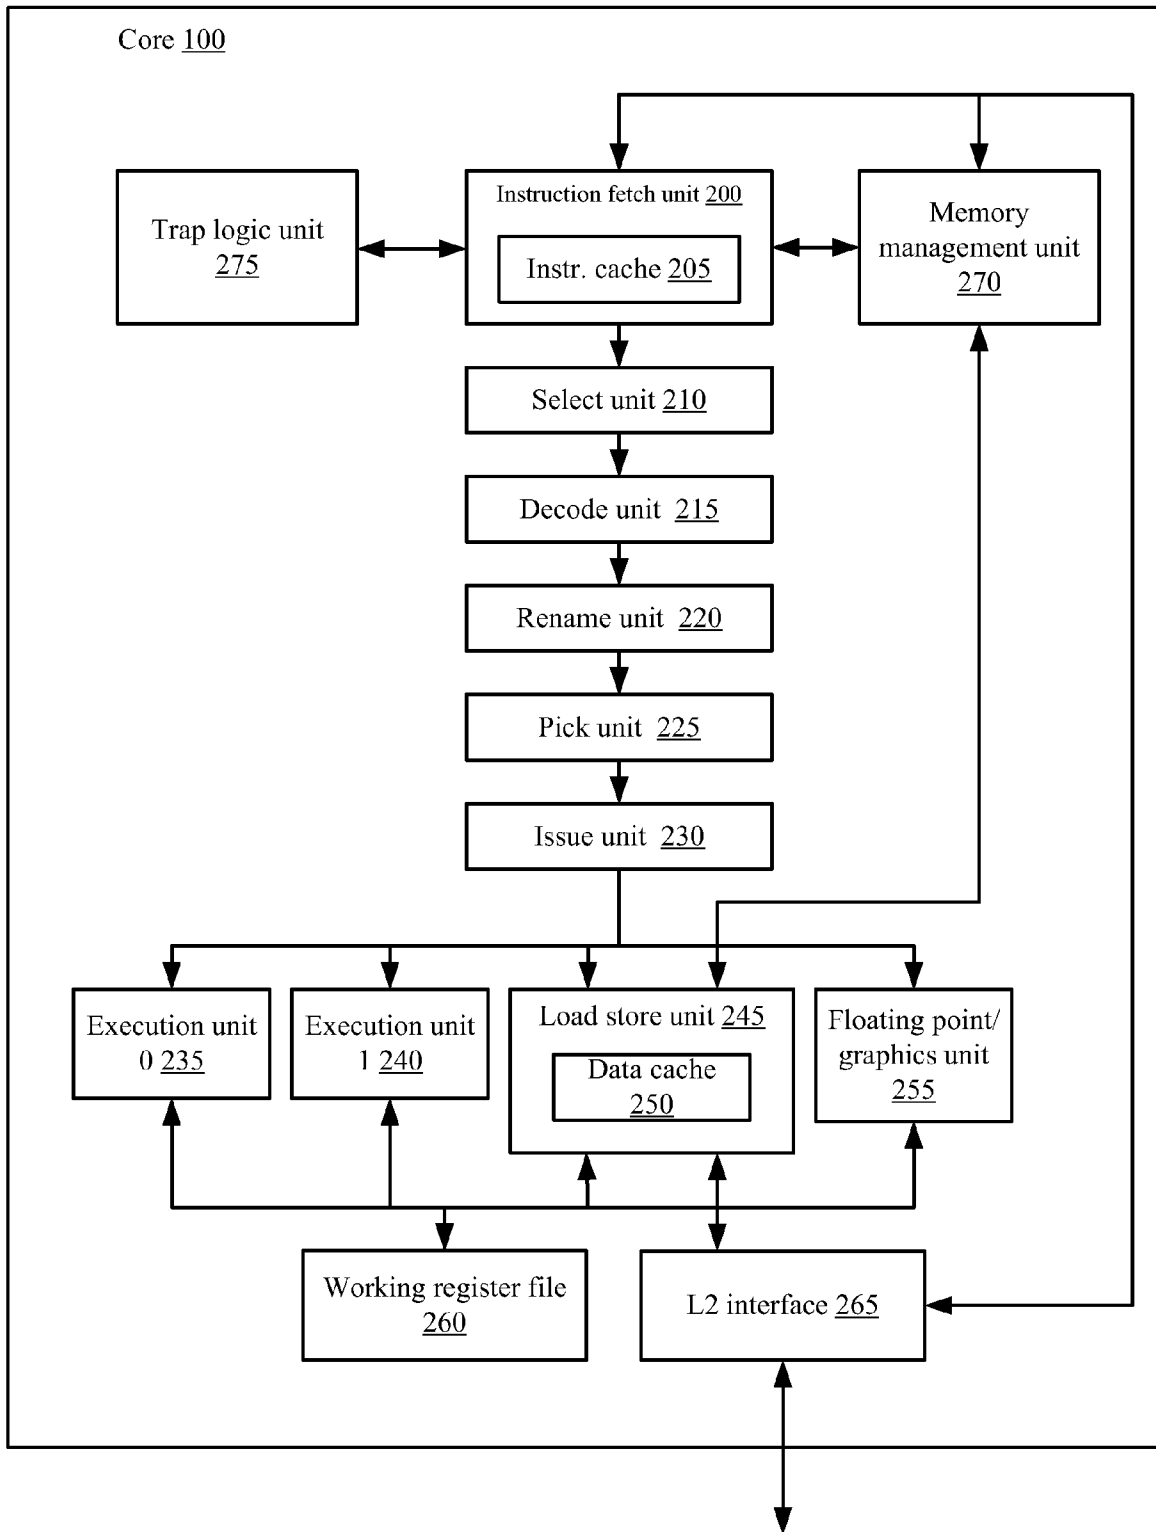 Core 100
Trap logic unit
275
Instruction fetch unit 200
Instr. cache 205
Memory
management unit
270
Select unit 210
Decode unit 215
Rename unit 220
Pick unit 225
Issue unit 230
Execution unit
0 235
Execution unit
1 240
Load store unit 245
Data cache
250
Floating point/
graphics unit
255
Working register file
260
L2 interface 265